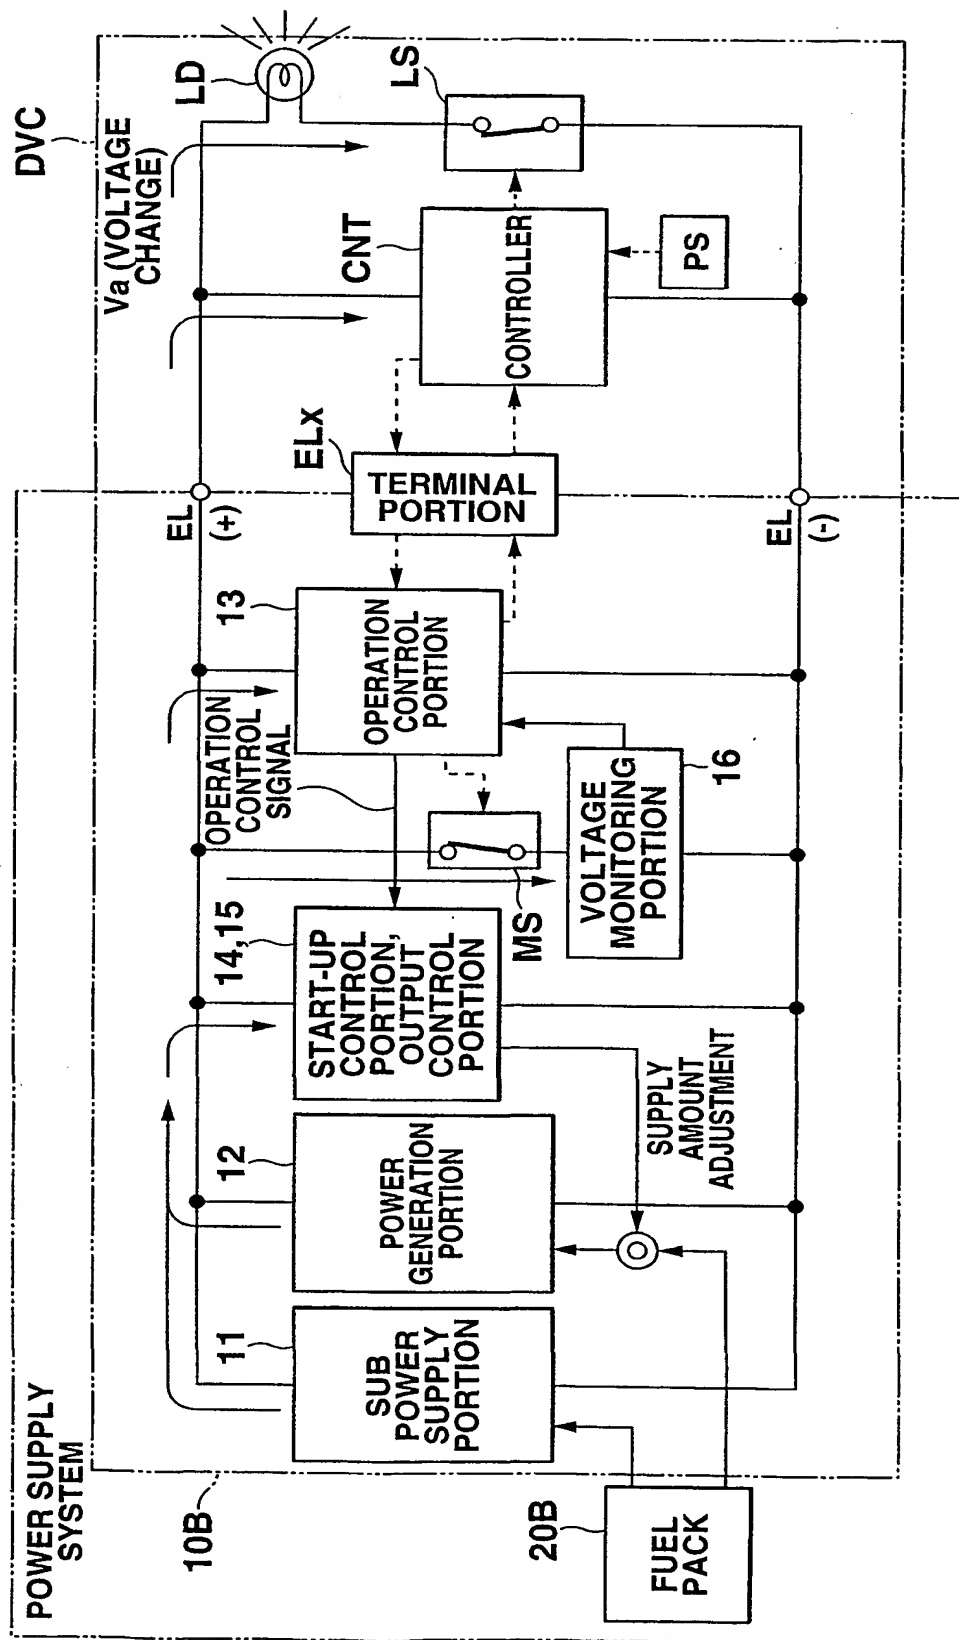 POWER SUPPLY
SYSTEM
10B
20B
FUEL
PACK
11
SUB
POWER
SUPPLY
PORTION
12
POWER
GENERATION
PORTION
SUPPLY
AMOUNT
ADJUSTMENT
14,15
START-UP
CONTROL
PORTION,
OUTPUT
CONTROL
PORTION
OPERATION
CONTROL
SIGNAL
MS
VOLTAGE
MONITORING
PORTION
16
13
OPERATION
CONTROL
PORTION
EL
(+)
ELx
TERMINAL
PORTION
EL
(-)
DVC
Va (VOLTAGE
CHANGE)
CNT
CONTROLLER
PS
LD
LS